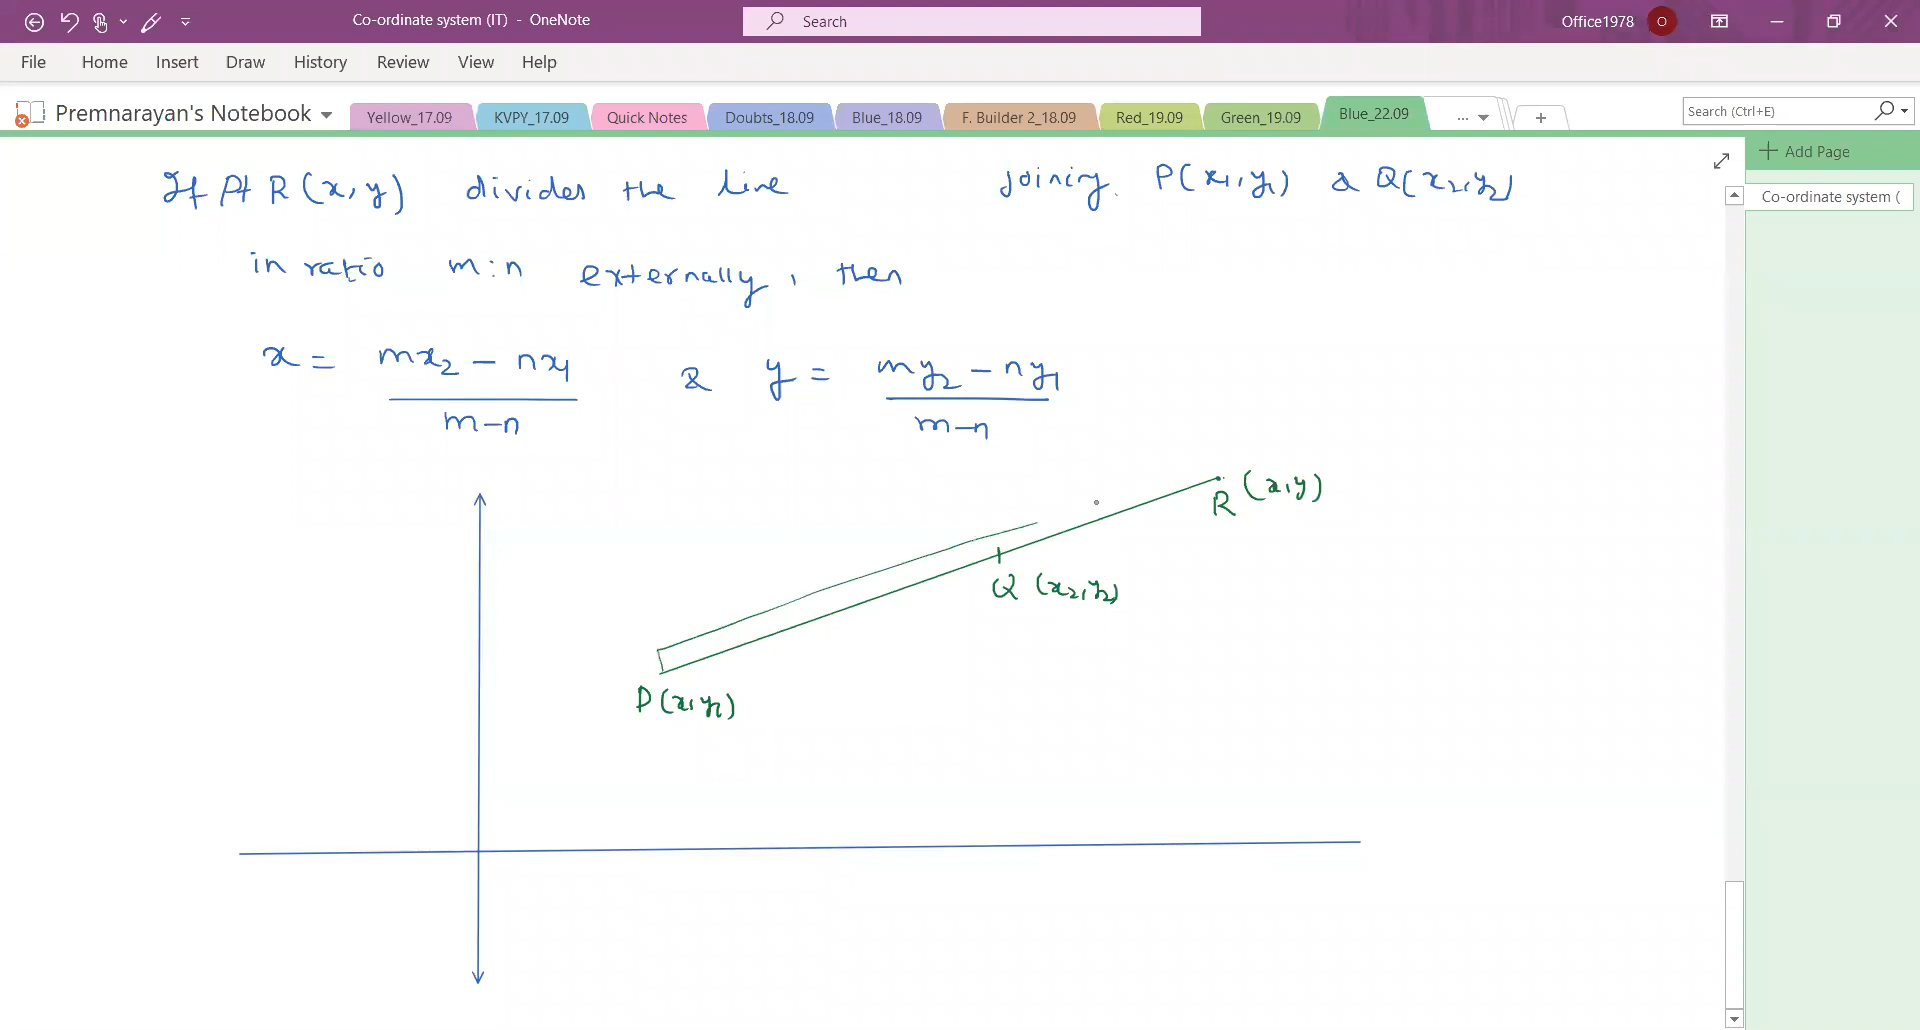 Co-ordinate system (IT) - OneNote
Search
Office1978
O
File Home Insert Draw History Review View Help
Premnarayan's Notebook
Yellow_17.09 KVPY_17.09 Quick Notes Doubts_18.09 Blue_18.09 F. Builder 2_18.09 Red_19.09 Green_19.09 Blue_22.09 ... +
Search (Ctrl+E)
+ Add Page
Co-ordinate system (
If Pt R(x,y) divides the line joining P(x1,y1) & Q(x2,y2)
in ratio m:n externally, then
x = mx2 - nx1 / m-n & y = my2 - ny1 / m-n
R (x,y)
Q (x2,y2)
P(x1,y1)